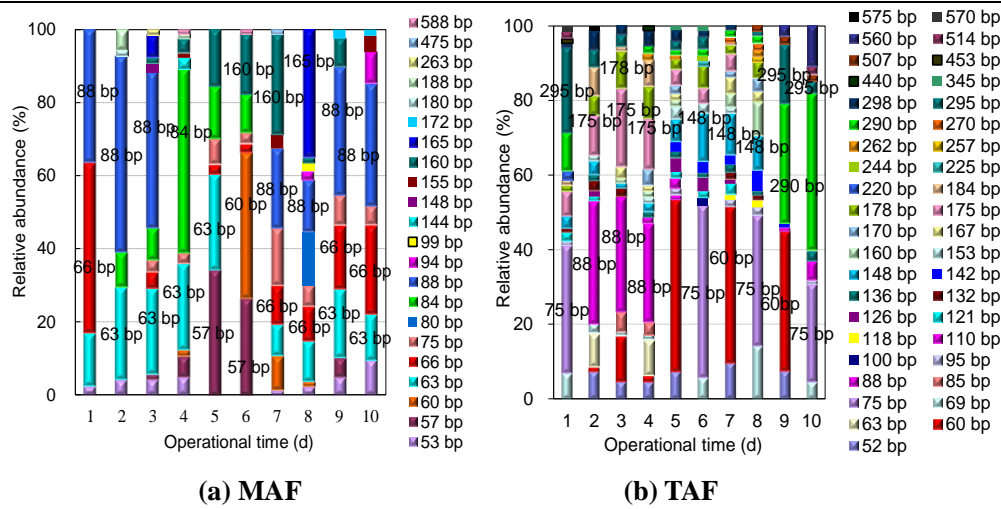 Relative abundance (%)
100
80
60
40
20
0
88 bp
66 bp
88 bp
63 bp
88 bp
63 bp
84 bp
63 bp
63 bp
57 bp
160 bp
60 bp
57 bp
160 bp
88 bp
66 bp
165 bp
88 bp
66 bp
88 bp
66 bp
88 bp
66 bp
63 bp
1 2 3 4 5 6 7 8 9 10
Operational time (d)
588 bp
475 bp
263 bp
188 bp
180 bp
172 bp
165 bp
160 bp
155 bp
148 bp
144 bp
99 bp
94 bp
88 bp
84 bp
80 bp
75 bp
66 bp
63 bp
60 bp
57 bp
53 bp
(a) MAF
Relative abundance (%)
100
80
60
40
20
0
295 bp
75 bp
175 bp
88 bp
178 bp
175 bp
88 bp
175 bp
88 bp
148 bp
75 bp
148 bp
60 bp
295 bp
148 bp
75 bp
295 bp
290 bp
60 bp
75 bp
1 2 3 4 5 6 7 8 9 10
Operational time (d)
575 bp 570 bp
560 bp 514 bp
507 bp 453 bp
440 bp 345 bp
298 bp 295 bp
290 bp 270 bp
262 bp 257 bp
244 bp 225 bp
220 bp 184 bp
178 bp 175 bp
170 bp 167 bp
160 bp 153 bp
148 bp 142 bp
136 bp 132 bp
126 bp 121 bp
118 bp 110 bp
100 bp 95 bp
88 bp 85 bp
75 bp 69 bp
63 bp 60 bp
52 bp
(b) TAF